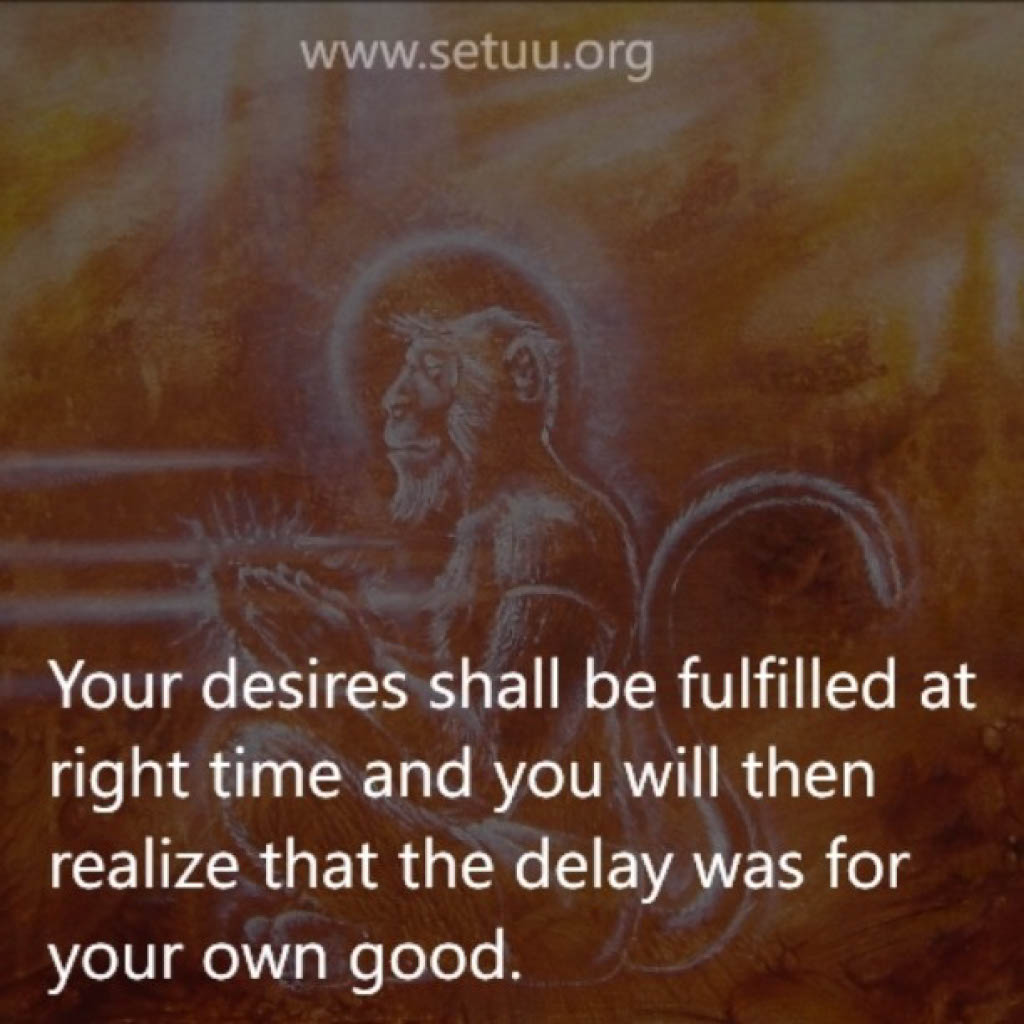 www.setuu.org
Your desires shall be fulfilled at
right time and you will then
realize that the delay was for
your own good.